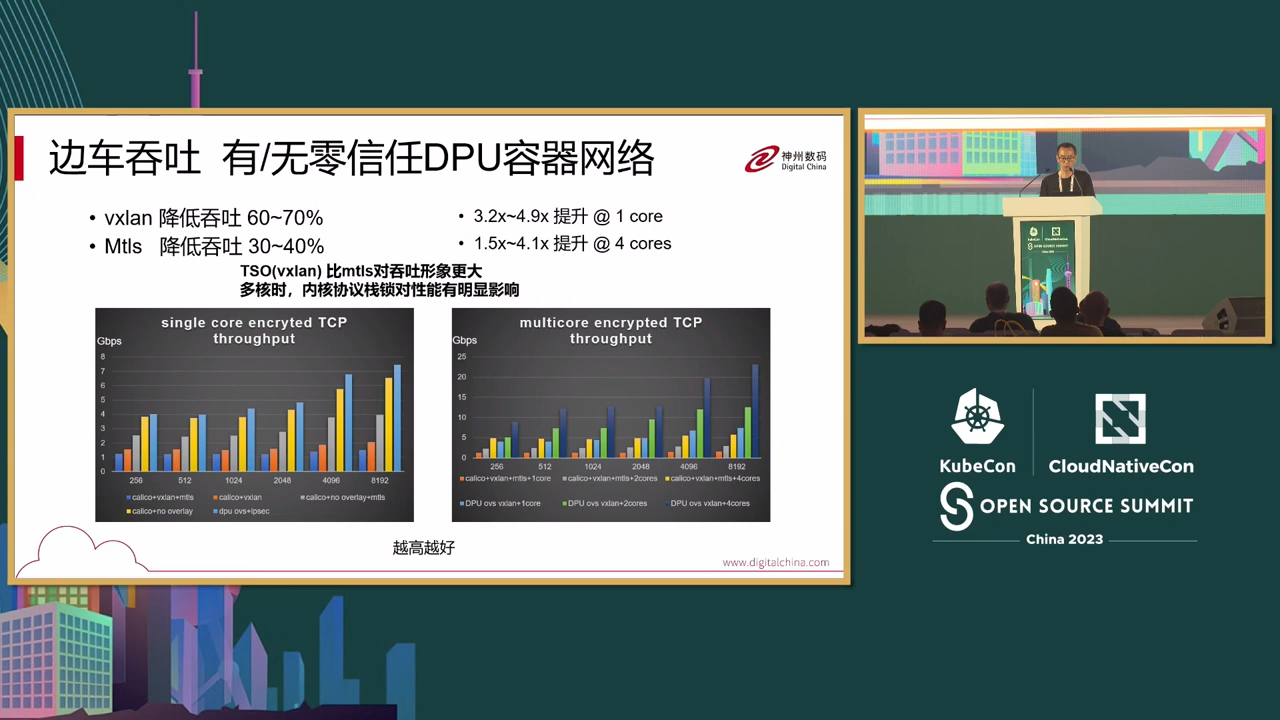 边车吞吐 有/无零信任DPU容器网络
神州数码
Digital China
• vxlan 降低吞吐 60~70%
• Mtls 降低吞吐 30~40%
• 3.2x~4.9x 提升 @ 1 core
• 1.5x~4.1x 提升 @ 4 cores
TSO(vxlan) 比mtls对吞吐形象更大
多核时，内核协议栈锁对性能有明显影响
single core encryted TCP
throughput
Gbps
8
7
6
5
4
3
2
1
0
256 512 1024 2048 4096 8192
calico+vxlan+mtls calico+vxlan calico+no overlay+mtls
calico+no overlay dpu ovs+ipsec
multicore encrypted TCP
throughput
Gbps
25
20
15
10
5
0
256 512 1024 2048 4096 8192
calico+vxlan+mtls+1core calico+vxlan+mtls+2cores calico+vxlan+mtls+4cores
DPU ovs vxlan+1core DPU ovs vxlan+2cores DPU ovs vxlan+4cores
越高越好
www.digitalchina.com
KubeCon CloudNativeCon
OPEN SOURCE SUMMIT
China 2023